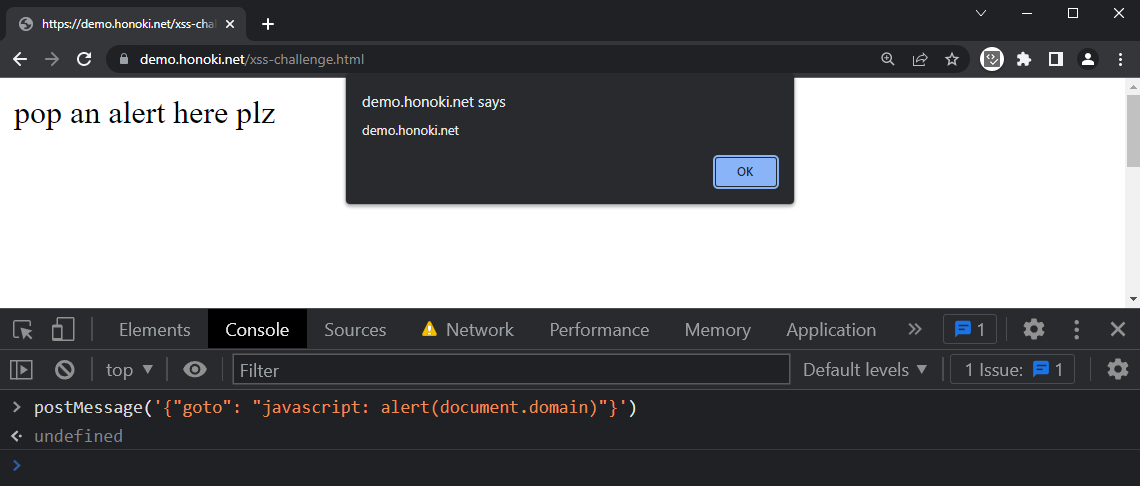 https://demo.honoki.net/xss-chal
demo.honoki.net/xss-challenge.html
pop an alert here plz
demo.honoki.net says
demo.honoki.net
OK
Elements Console Sources Network Performance Memory Application 1
top Filter Default levels 1 Issue: 1
postMessage('{"goto": "javascript: alert(document.domain)"}')
undefined